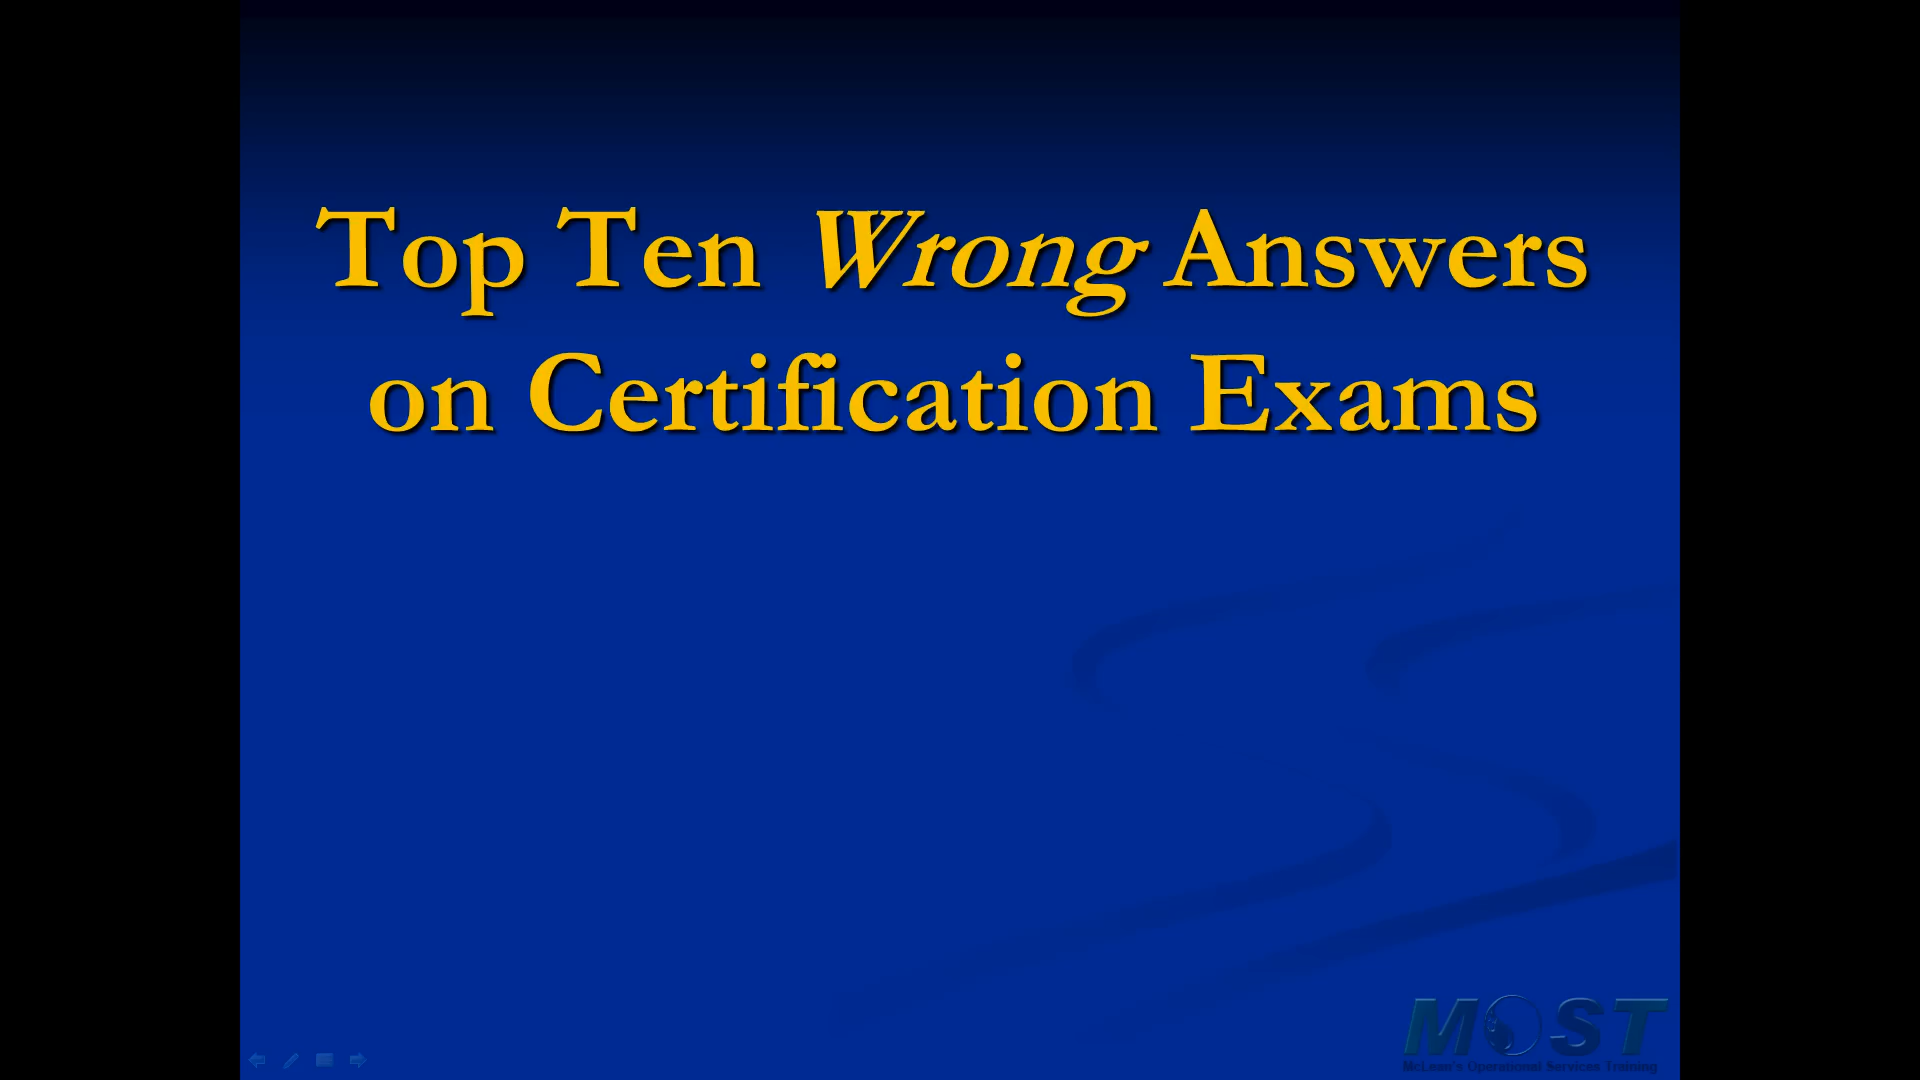 Top Ten Wrong Answers
on Certification Exams
MOST
McLean's Operational Services Training